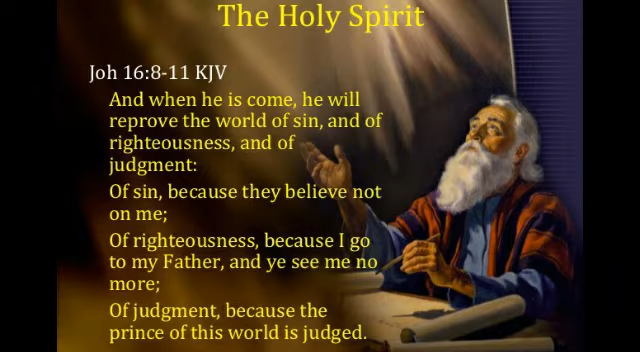 The Holy Spirit
Joh 16:8-11 KJV
And when he is come, he will
reprove the world of sin, and of
righteousness, and of
judgment:
Of sin, because they believe not
on me;
Of righteousness, because I go
to my Father, and ye see me no
more;
Of judgment, because the
prince of this world is judged.